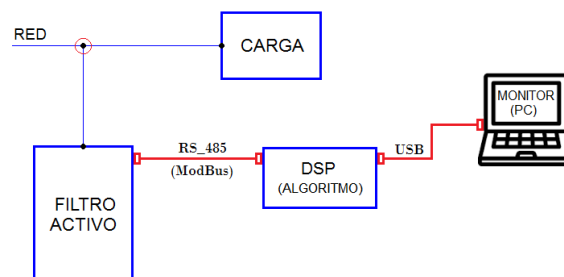 RED
CARGA
MONITOR
(PC)
RS_485
(ModBus)
USB
DSP
(ALGORITMO)
FILTRO
ACTIVO